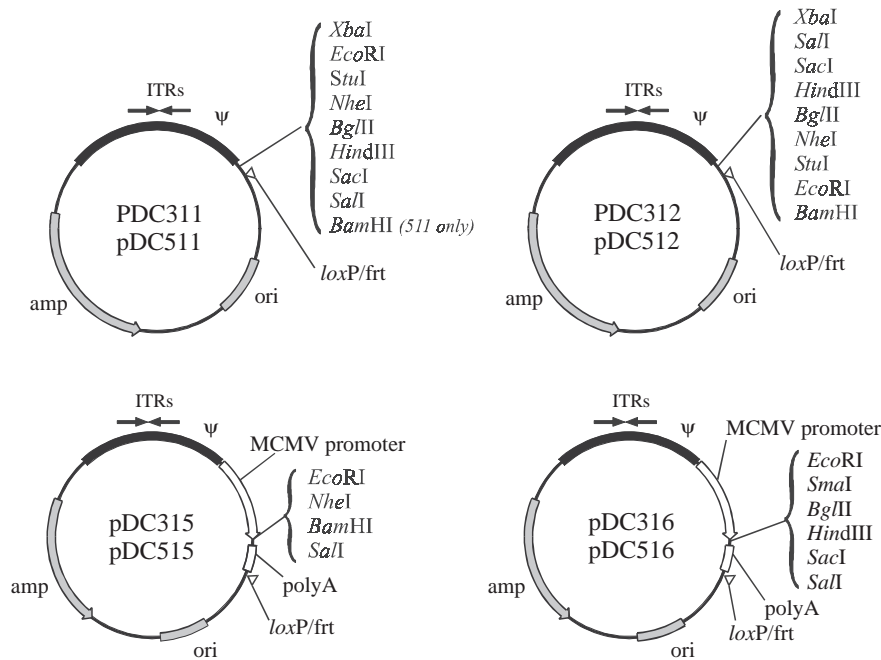 XbaI
EcoRI
StuI
NheI
BglII
HindIII
SacI
SalI
BamHI (511 only)
ITRs
ψ
PDC311
pDC511
loxP/frt
ori
amp
XbaI
SalI
SacI
HindIII
BglII
NheI
StuI
EcoRI
BamHI
ITRs
ψ
PDC312
pDC512
loxP/frt
ori
amp
ITRs
ψ
MCMV promoter
EcoRI
NheI
BamHI
SalI
pDC315
pDC515
polyA
loxP/frt
ori
amp
ITRs
ψ
MCMV promoter
EcoRI
SmaI
BglII
HindIII
SacI
SalI
pDC316
pDC516
polyA
loxP/frt
ori
amp